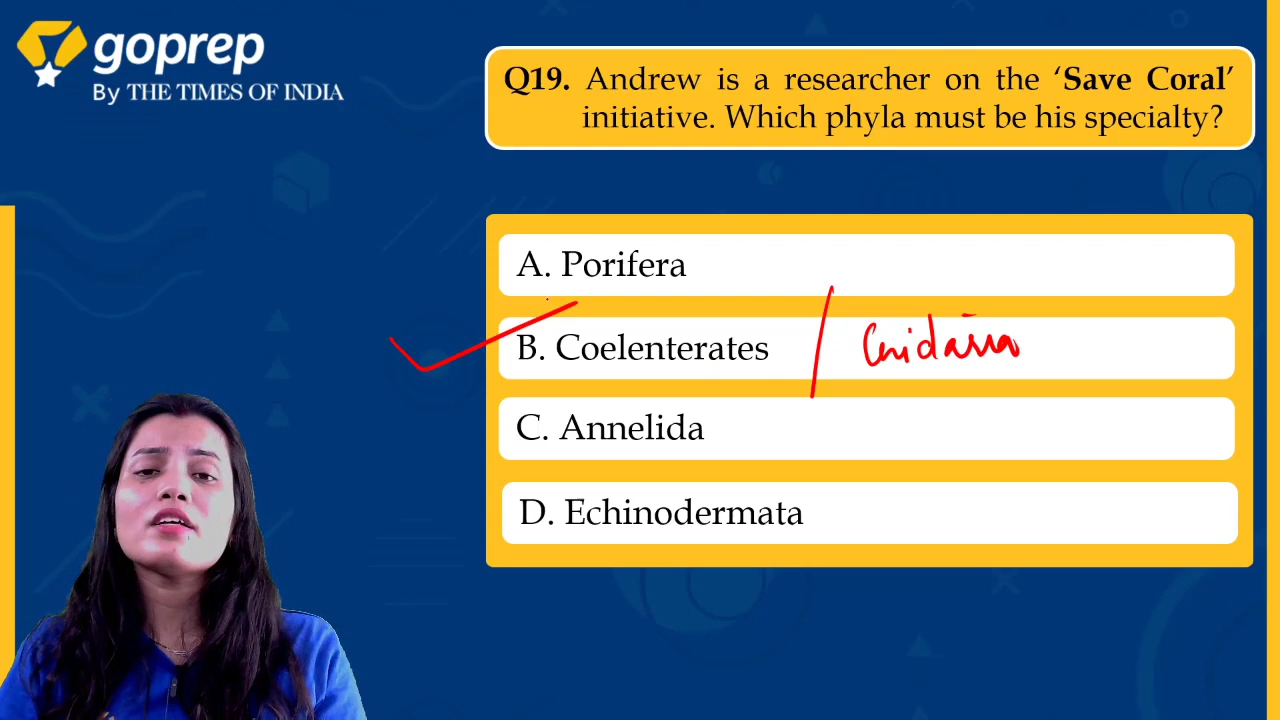 goprep
By THE TIMES OF INDIA
Q19. Andrew is a researcher on the ‘Save Coral’
initiative. Which phyla must be his specialty?
A. Porifera
B. Coelenterates / Cnidaria
C. Annelida
D. Echinodermata